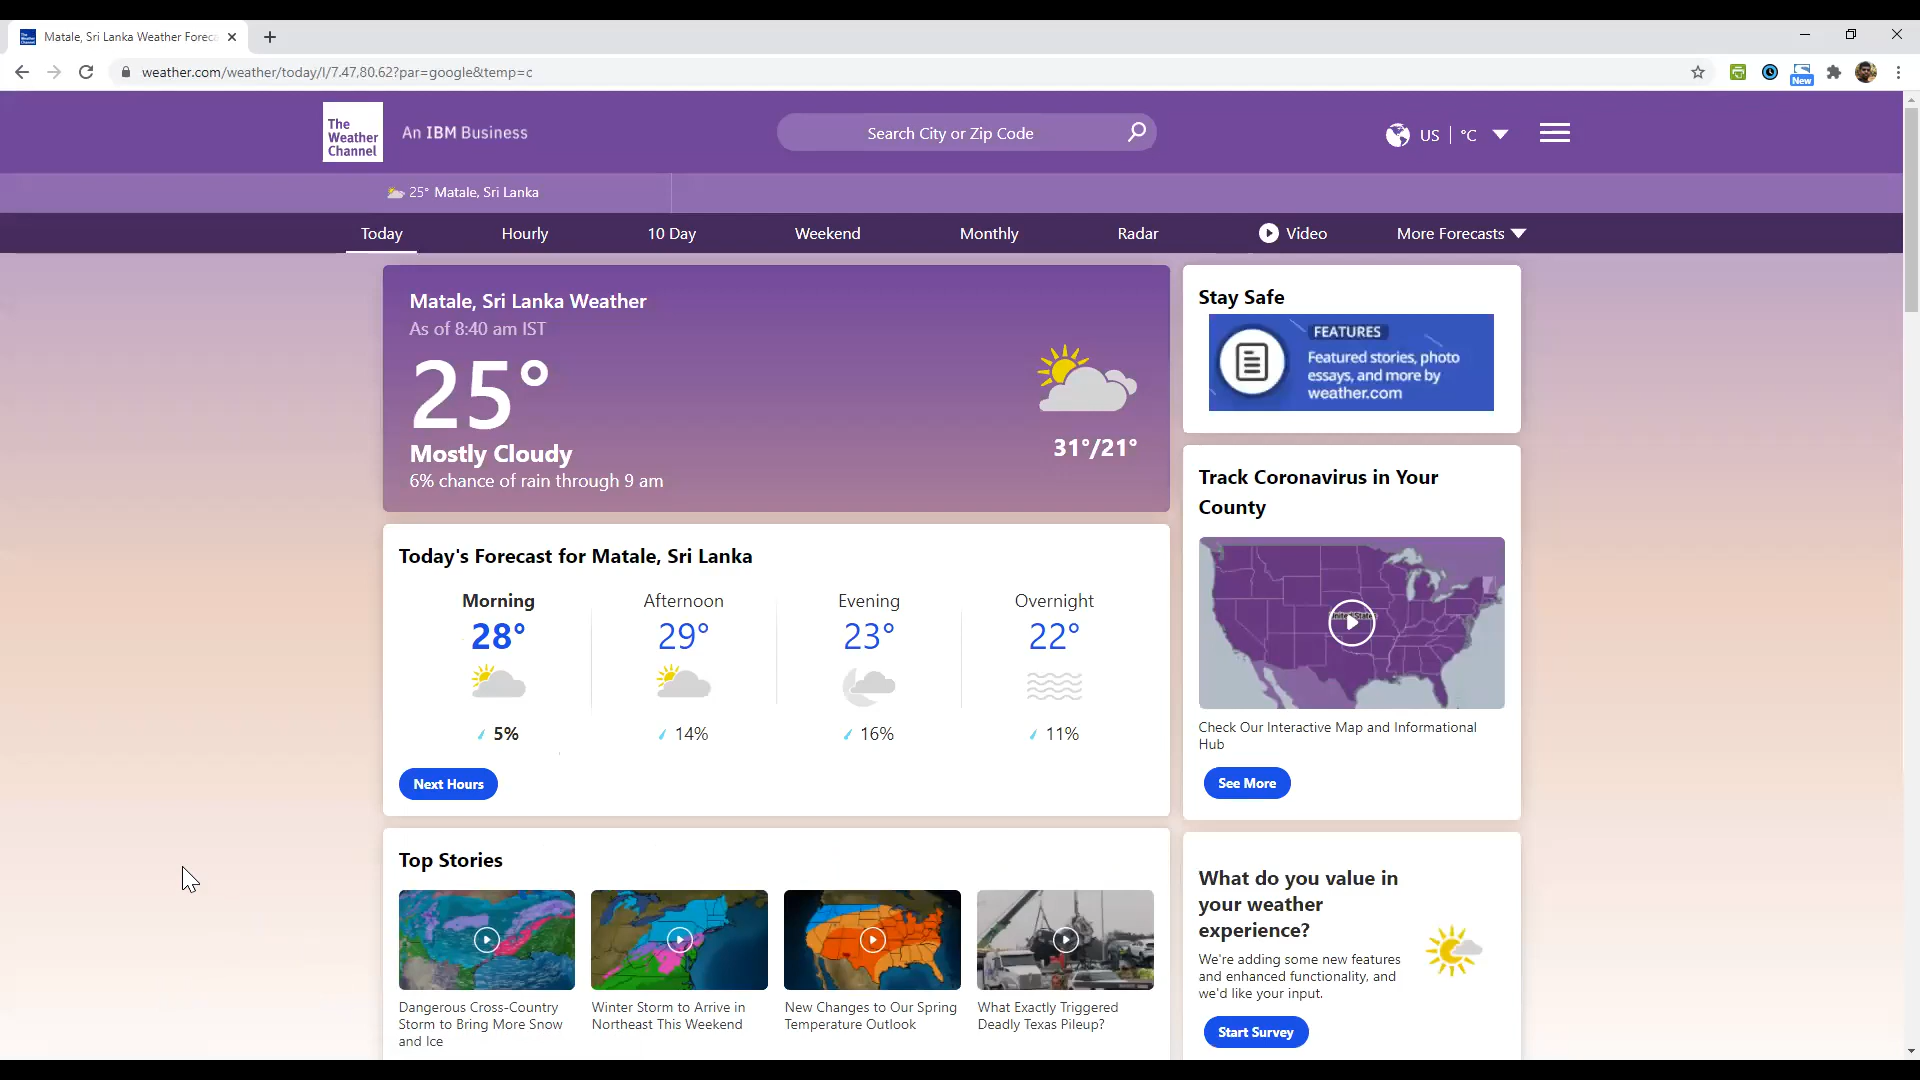 Matale, Sri Lanka Weather Foreca
weather.com/weather/today/l/7.47,80.62?par=google&temp=c
New
The
Weather
Channel
An IBM Business
Search City or Zip Code
US | °C
25° Matale, Sri Lanka
Today
Hourly
10 Day
Weekend
Monthly
Radar
Video
More Forecasts
Matale, Sri Lanka Weather
As of 8:40 am IST
25°
Mostly Cloudy
6% chance of rain through 9 am
31°/21°
Stay Safe
FEATURES
Featured stories, photo
essays, and more by
weather.com
Track Coronavirus in Your
County
United States
Check Our Interactive Map and Informational
Hub
See More
Today's Forecast for Matale, Sri Lanka
Morning
28°
5%
Afternoon
29°
14%
Evening
23°
16%
Overnight
22°
11%
Next Hours
Top Stories
Dangerous Cross-Country
Storm to Bring More Snow
and Ice
Winter Storm to Arrive in
Northeast This Weekend
New Changes to Our Spring
Temperature Outlook
What Exactly Triggered
Deadly Texas Pileup?
What do you value in
your weather
experience?
We're adding some new features
and enhanced functionality, and
we'd like your input.
Start Survey